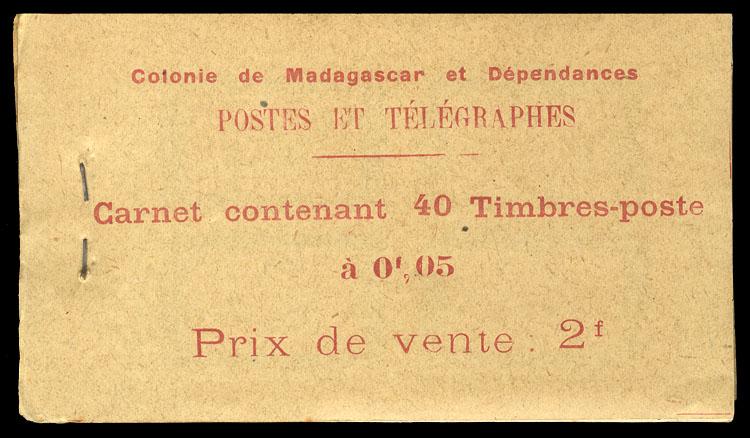 Colonie de Madagascar et Dépendances
POSTES ET TÉLÉGRAPHES
Carnet contenant 40 Timbres-poste
à 0f,05
Prix de vente : 2f